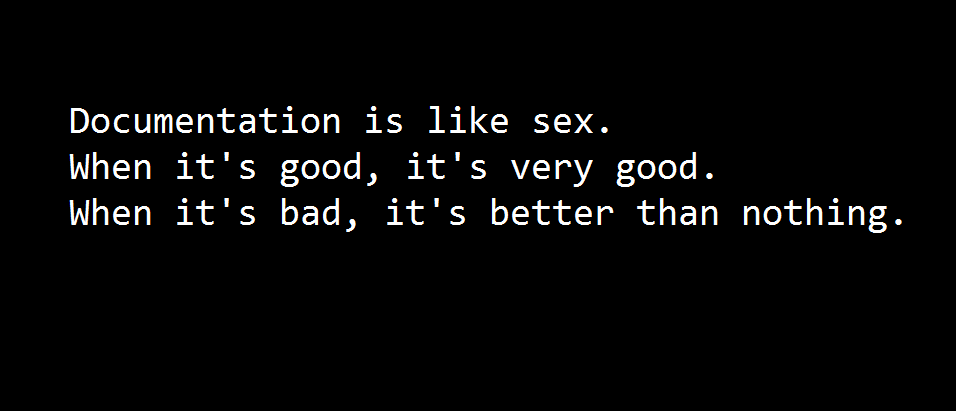 Documentation is like sex.
When it's good, it's very good.
When it's bad, it's better than nothing.